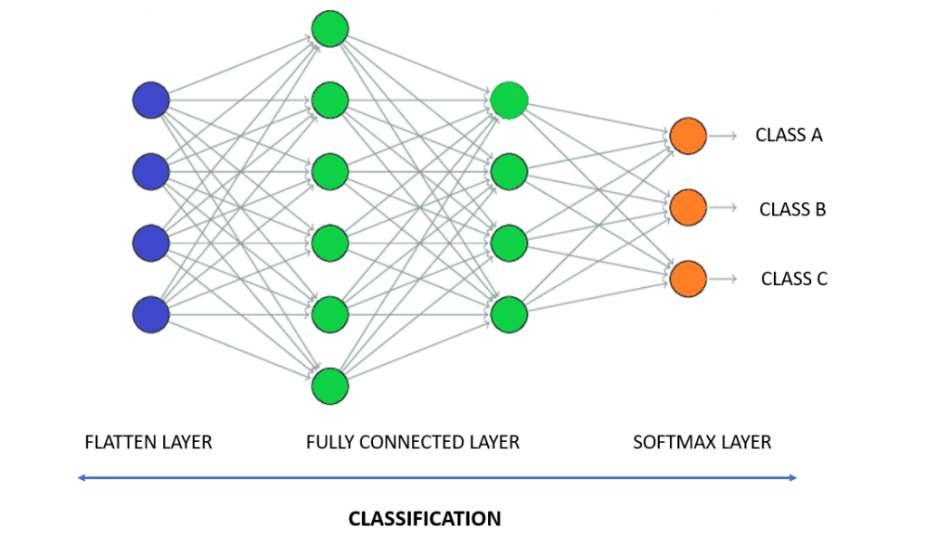 CLASS A
CLASS B
CLASS C
FLATTEN LAYER
FULLY CONNECTED LAYER
SOFTMAX LAYER
CLASSIFICATION